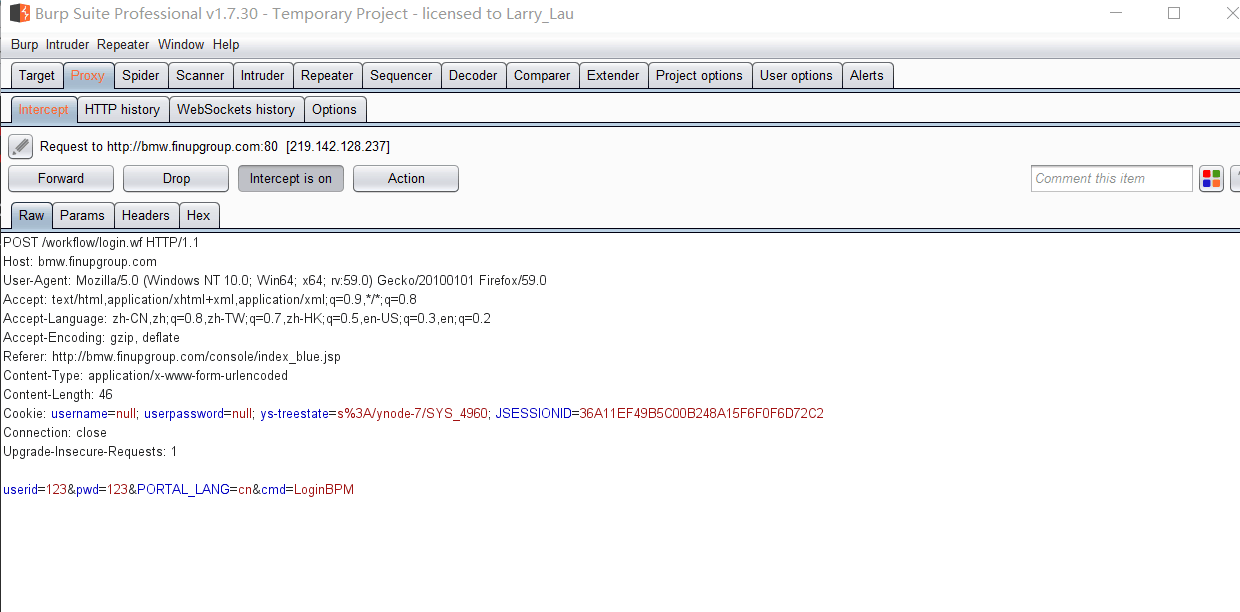 Burp Suite Professional v1.7.30 - Temporary Project - licensed to Larry_Lau
Burp Intruder Repeater Window Help
Target Proxy Spider Scanner Intruder Repeater Sequencer Decoder Comparer Extender Project options User options Alerts
Intercept HTTP history WebSockets history Options
Request to http://bmw.finupgroup.com:80 [219.142.128.237]
Forward Drop Intercept is on Action Comment this item
Raw Params Headers Hex
POST /workflow/login.wf HTTP/1.1
Host: bmw.finupgroup.com
User-Agent: Mozilla/5.0 (Windows NT 10.0; Win64; x64; rv:59.0) Gecko/20100101 Firefox/59.0
Accept: text/html,application/xhtml+xml,application/xml;q=0.9,*/*;q=0.8
Accept-Language: zh-CN,zh;q=0.8,zh-TW;q=0.7,zh-HK;q=0.5,en-US;q=0.3,en;q=0.2
Accept-Encoding: gzip, deflate
Referer: http://bmw.finupgroup.com/console/index_blue.jsp
Content-Type: application/x-www-form-urlencoded
Content-Length: 46
Cookie: username=null; userpassword=null; ys-treestate=s%3A/ynode-7/SYS_4960; JSESSIONID=36A11EF49B5C00B248A15F6F0F6D72C2
Connection: close
Upgrade-Insecure-Requests: 1
userid=123&pwd=123&PORTAL_LANG=cn&cmd=LoginBPM